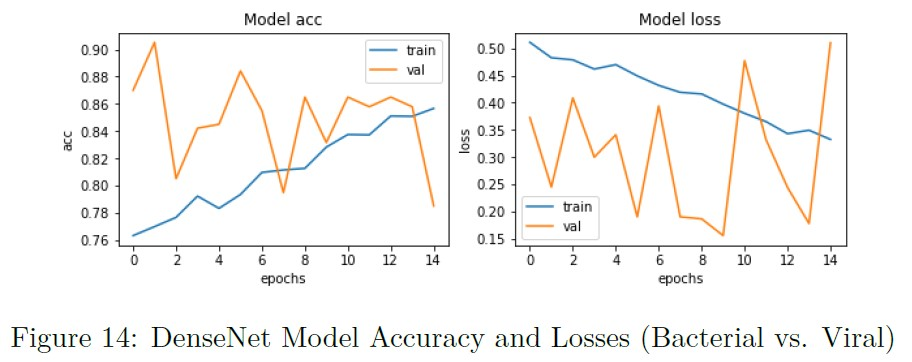 Model acc
0.90
0.88
0.86
0.84
0.82
0.80
0.78
0.76
acc
train
val
0 2 4 6 8 10 12 14
epochs
Model loss
0.50
0.45
0.40
0.35
0.30
0.25
0.20
0.15
loss
train
val
0 2 4 6 8 10 12 14
epochs
Figure 14: DenseNet Model Accuracy and Losses (Bacterial vs. Viral)